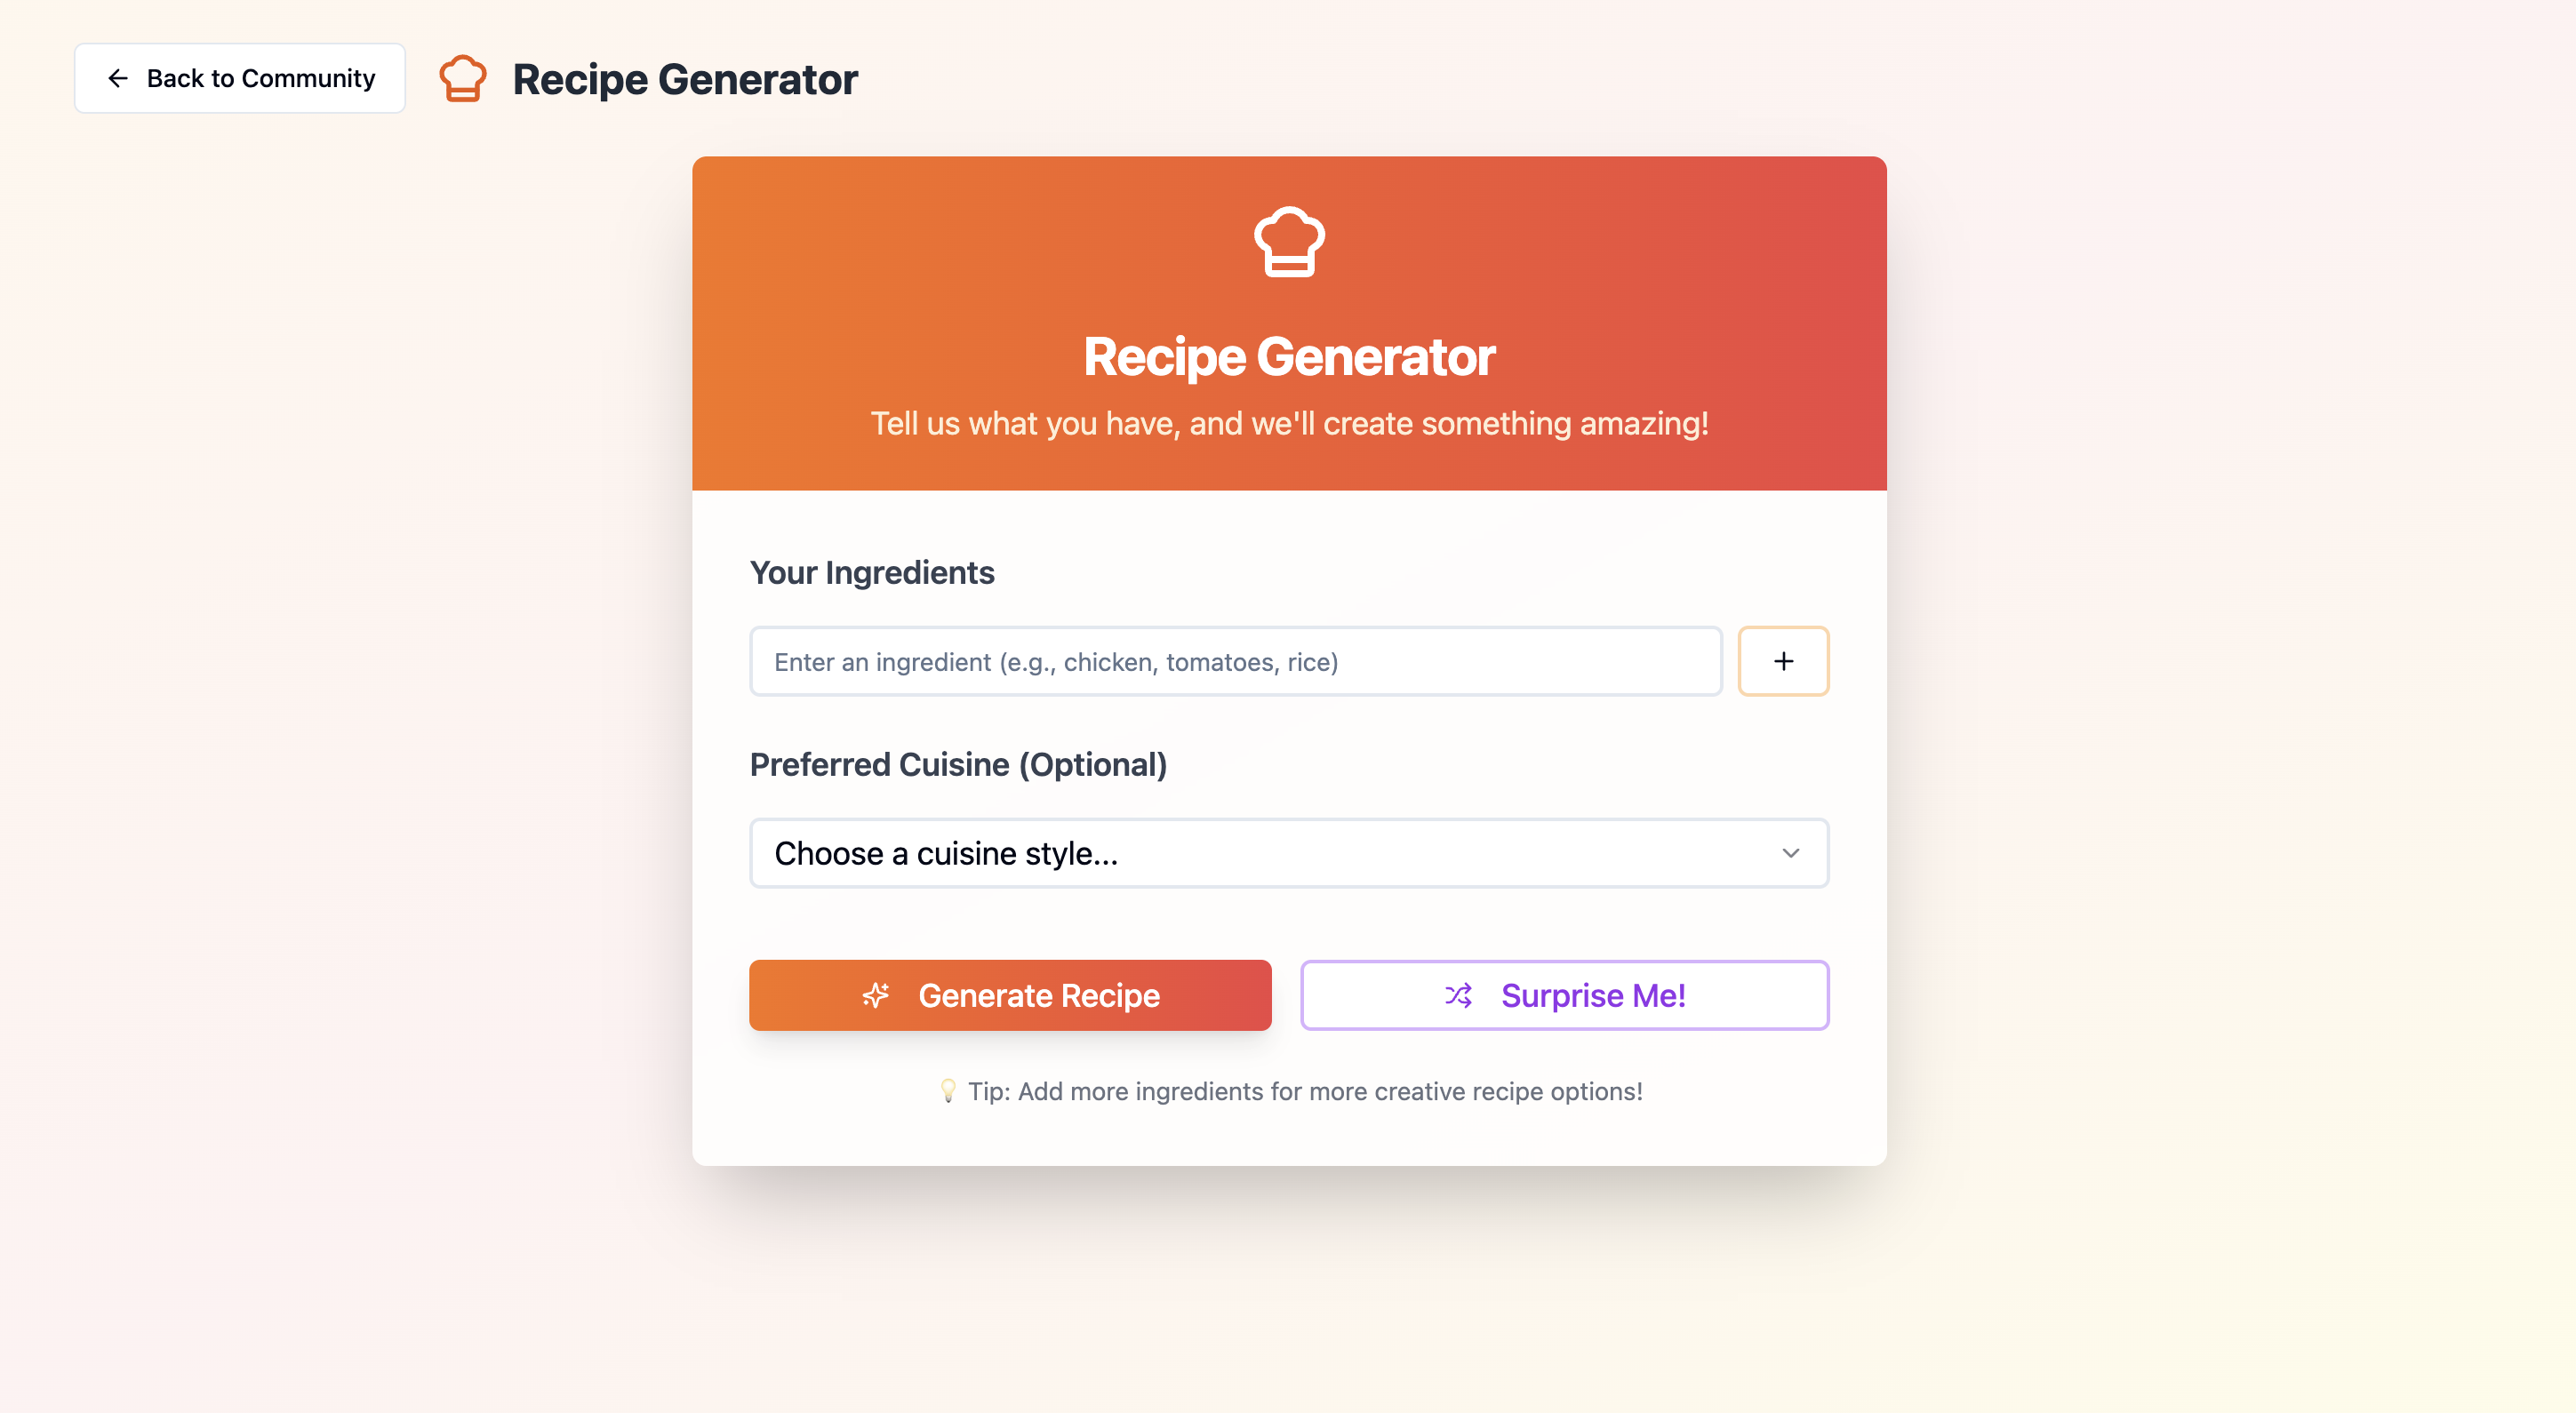 Back to Community
Recipe Generator
Recipe Generator
Tell us what you have, and we'll create something amazing!
Your Ingredients
Enter an ingredient (e.g., chicken, tomatoes, rice)
Preferred Cuisine (Optional)
Choose a cuisine style...
Generate Recipe
Surprise Me!
💡 Tip: Add more ingredients for more creative recipe options!